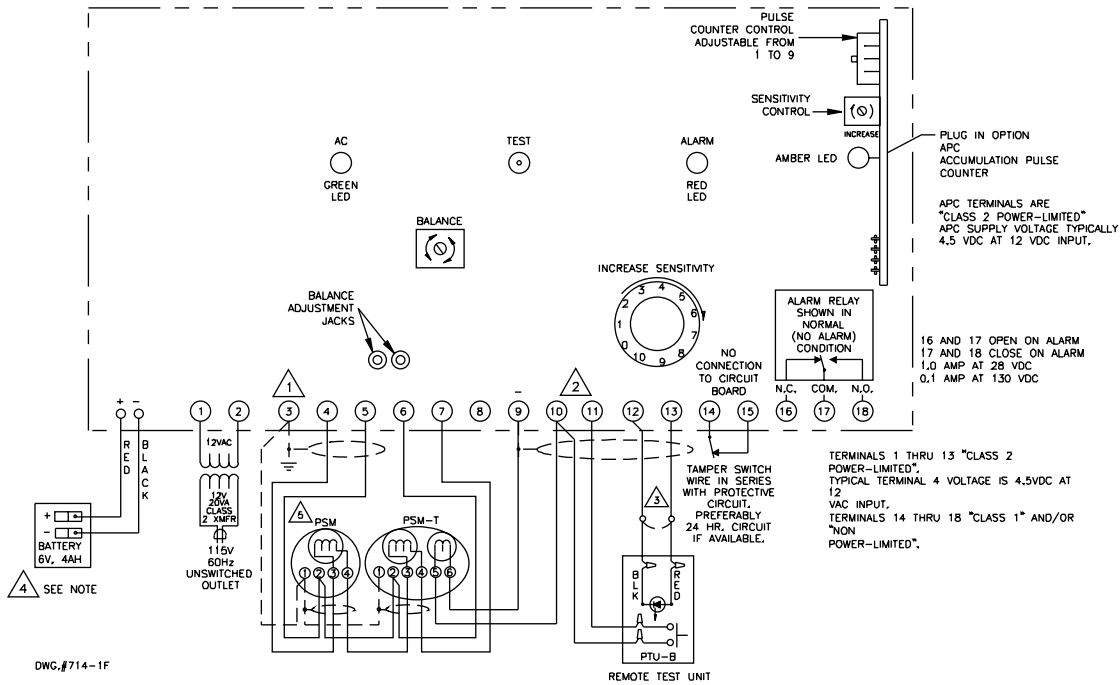 PULSE
COUNTER CONTROL
ADJUSTABLE FROM
1 TO 9
SENSITIVITY
CONTROL
INCREASE
AMBER LED
PLUG IN OPTION
APC
ACCUMULATION PULSE
COUNTER
APC TERMINALS ARE
"CLASS 2 POWER-LIMITED"
APC SUPPLY VOLTAGE TYPICALLY
4.5 VDC AT 12 VDC INPUT.
AC
GREEN
LED
TEST
ALARM
RED
LED
BALANCE
BALANCE
ADJUSTMENT
JACKS
INCREASE SENSITIVITY
0 1 2 3 4 5 6 7 8 9 10
ALARM RELAY
SHOWN IN
NORMAL
(NO ALARM)
CONDITION
N.C. COM. N.O.
16 AND 17 OPEN ON ALARM
17 AND 18 CLOSE ON ALARM
1.0 AMP AT 28 VDC
0.1 AMP AT 130 VDC
NO
CONNECTION
TO CIRCUIT
BOARD
1 2
+ - 1 2 3 4 5 6 7 8 - 9 10 11 12 13 14 15 16 17 18
RED
BLACK
12VAC
12V
20VA
CLASS
2 XMFR
115V
60Hz
UNSWITCHED
OUTLET
+
-
BATTERY
6V, 4AH
4 SEE NOTE
5
PSM
1 2 3 4
PSM-T
1 2 3 4 5 6
3
BLK
RED
PTU-B
REMOTE TEST UNIT
TAMPER SWITCH
WIRE IN SERIES
WITH PROTECTIVE
CIRCUIT.
PREFERABLY
24 HR. CIRCUIT
IF AVAILABLE.
TERMINALS 1 THRU 13 "CLASS 2
POWER-LIMITED".
TYPICAL TERMINAL 4 VOLTAGE IS 4.5VDC AT
12
VAC INPUT.
TERMINALS 14 THRU 18 "CLASS 1" AND/OR
"NON
POWER-LIMITED".
DWG.#714-1F